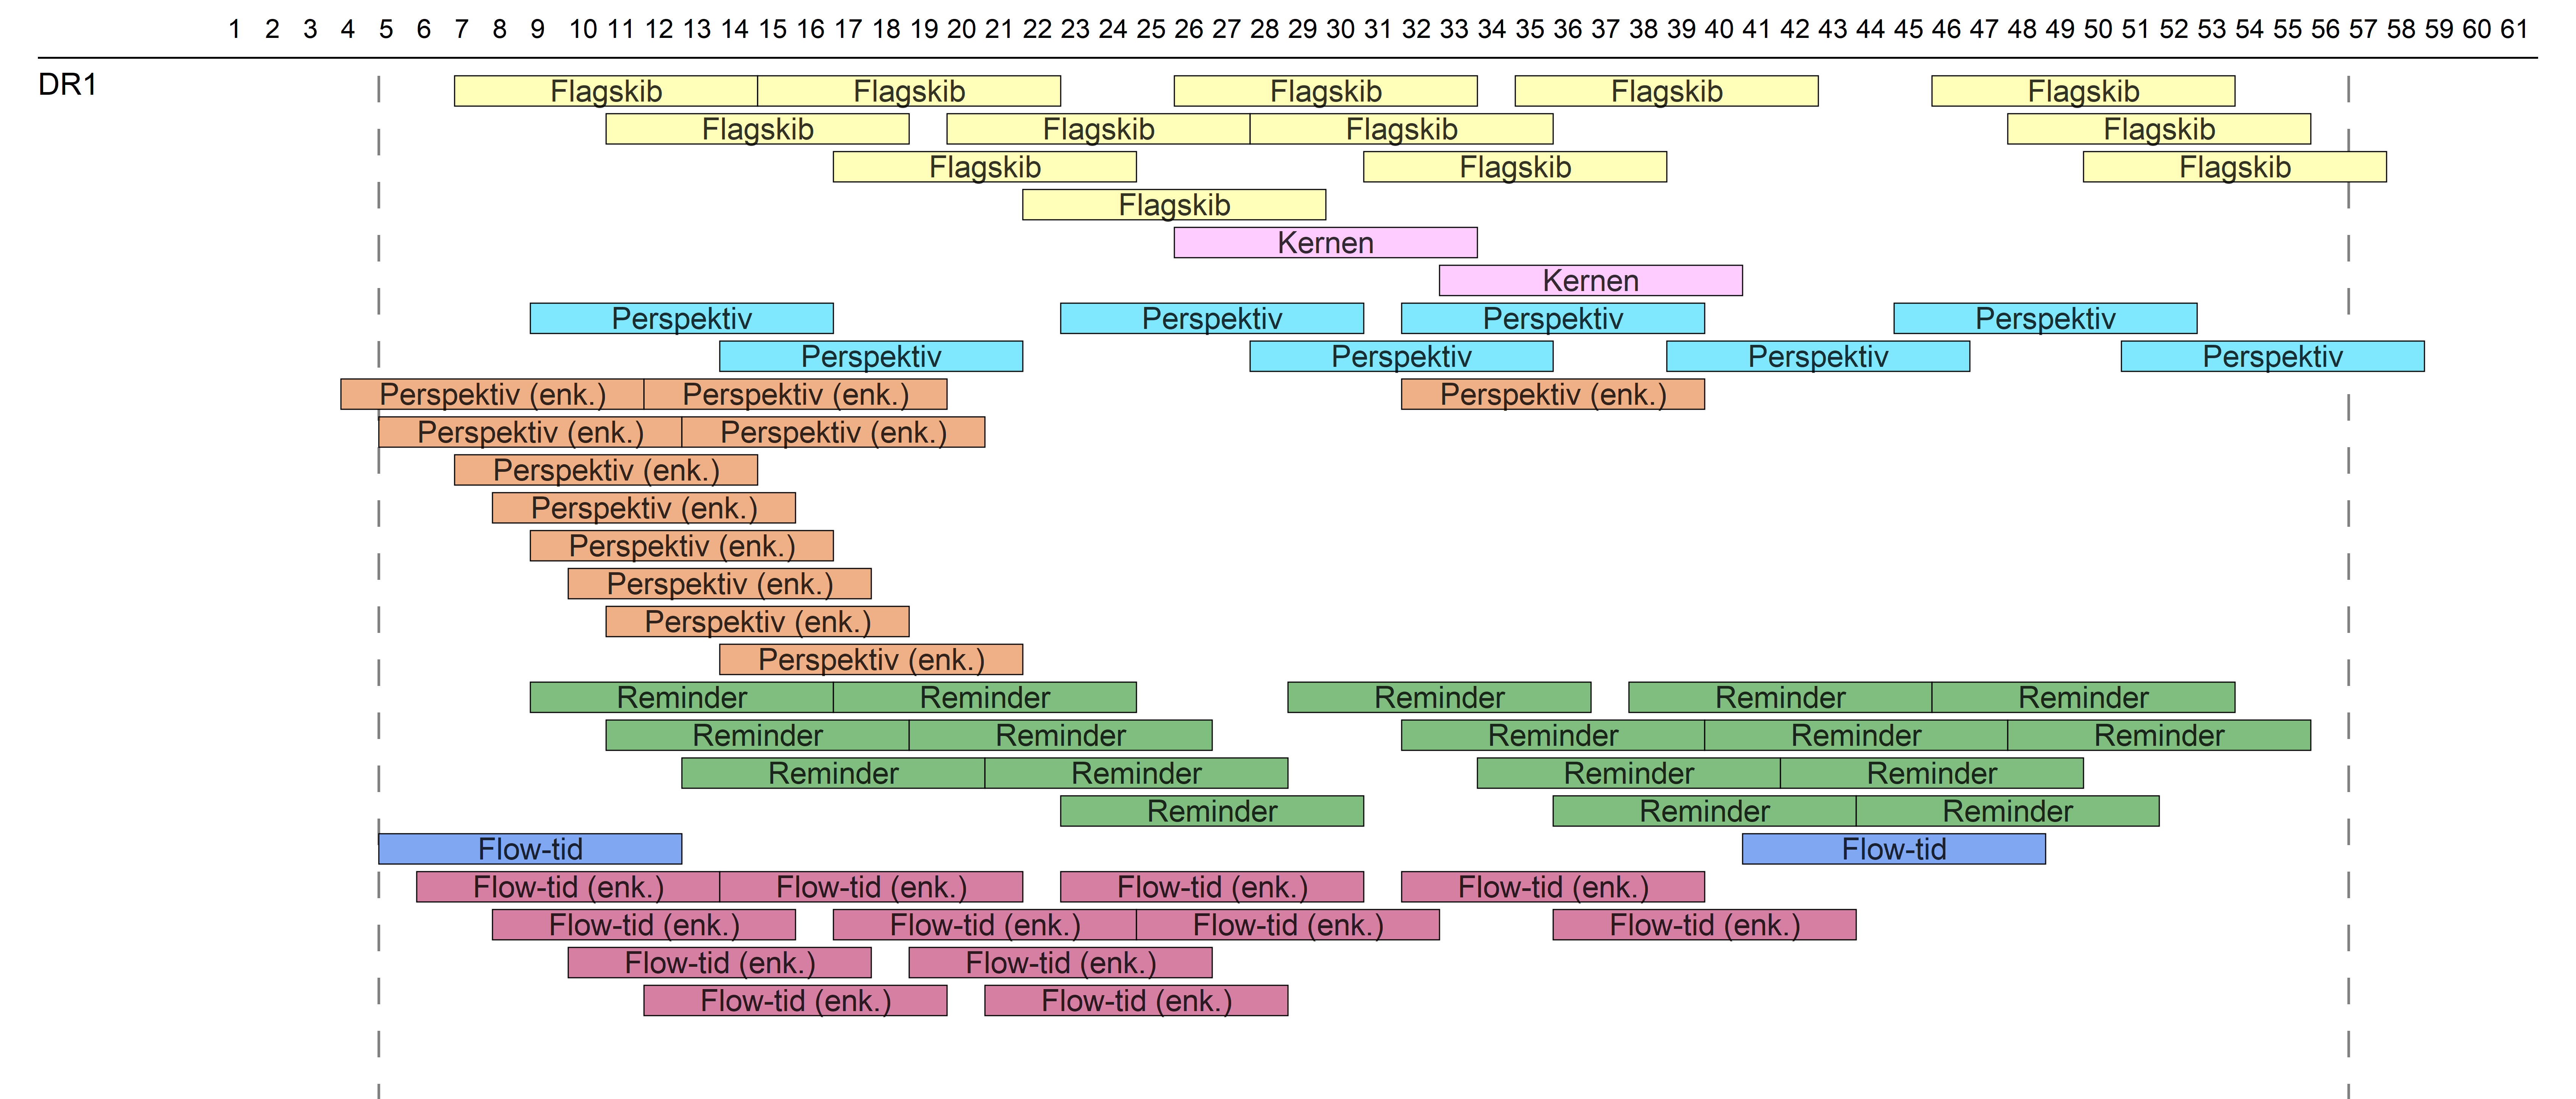 1 2 3 4 5 6 7 8 9 10 11 12 13 14 15 16 17 18 19 20 21 22 23 24 25 26 27 28 29 30 31 32 33 34 35 36 37 38 39 40 41 42 43 44 45 46 47 48 49 50 51 52 53 54 55 56 57 58 59 60 61
DR1
Flagskib Flagskib Flagskib Flagskib Flagskib
Flagskib Flagskib Flagskib Flagskib
Flagskib Flagskib Flagskib
Flagskib
Kernen
Kernen
Perspektiv Perspektiv Perspektiv Perspektiv
Perspektiv Perspektiv Perspektiv Perspektiv
Perspektiv (enk.) Perspektiv (enk.) Perspektiv (enk.)
Perspektiv (enk.) Perspektiv (enk.)
Perspektiv (enk.)
Perspektiv (enk.)
Perspektiv (enk.)
Perspektiv (enk.)
Perspektiv (enk.)
Perspektiv (enk.)
Reminder Reminder Reminder Reminder Reminder
Reminder Reminder Reminder Reminder Reminder
Reminder Reminder Reminder Reminder
Reminder Reminder Reminder
Flow-tid Flow-tid
Flow-tid (enk.) Flow-tid (enk.) Flow-tid (enk.) Flow-tid (enk.)
Flow-tid (enk.) Flow-tid (enk.) Flow-tid (enk.) Flow-tid (enk.)
Flow-tid (enk.) Flow-tid (enk.)
Flow-tid (enk.) Flow-tid (enk.)